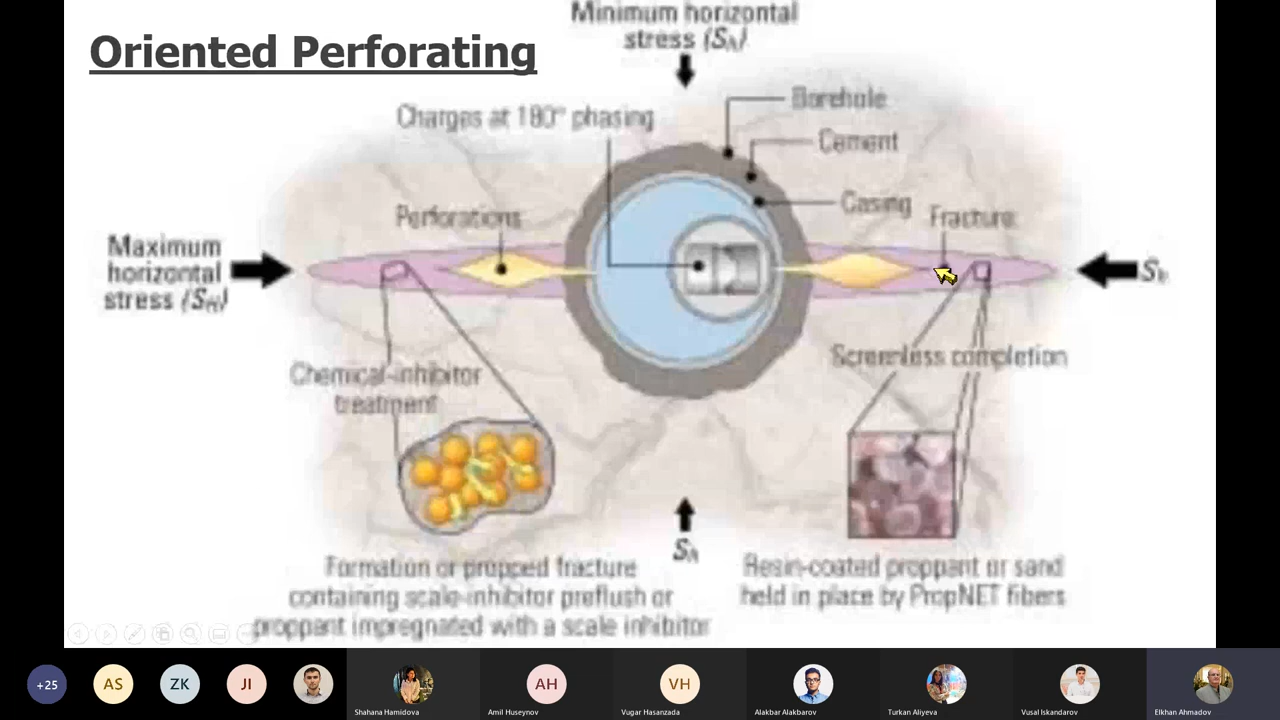 Oriented Perforating
Minimum horizontal
stress (Sh)
Charges at 180° phasing
Borehole
Cement
Casing
Perforations
Fracture
Maximum
horizontal
stress (SH)
Chemical-inhibitor
treatment
Screenless completion
Sh
Formation or propped fracture
containing scale-inhibitor preflush or
proppant impregnated with a scale inhibitor
Resin-coated proppant or sand
held in place by PropNET fibers
+25
AS
ZK
JI
AH
VH
Shahana Hamidova
Amil Huseynov
Vugar Hasanzada
Alakbar Alakbarov
Turkan Aliyeva
Vusal Iskandarov
Elkhan Ahmadov